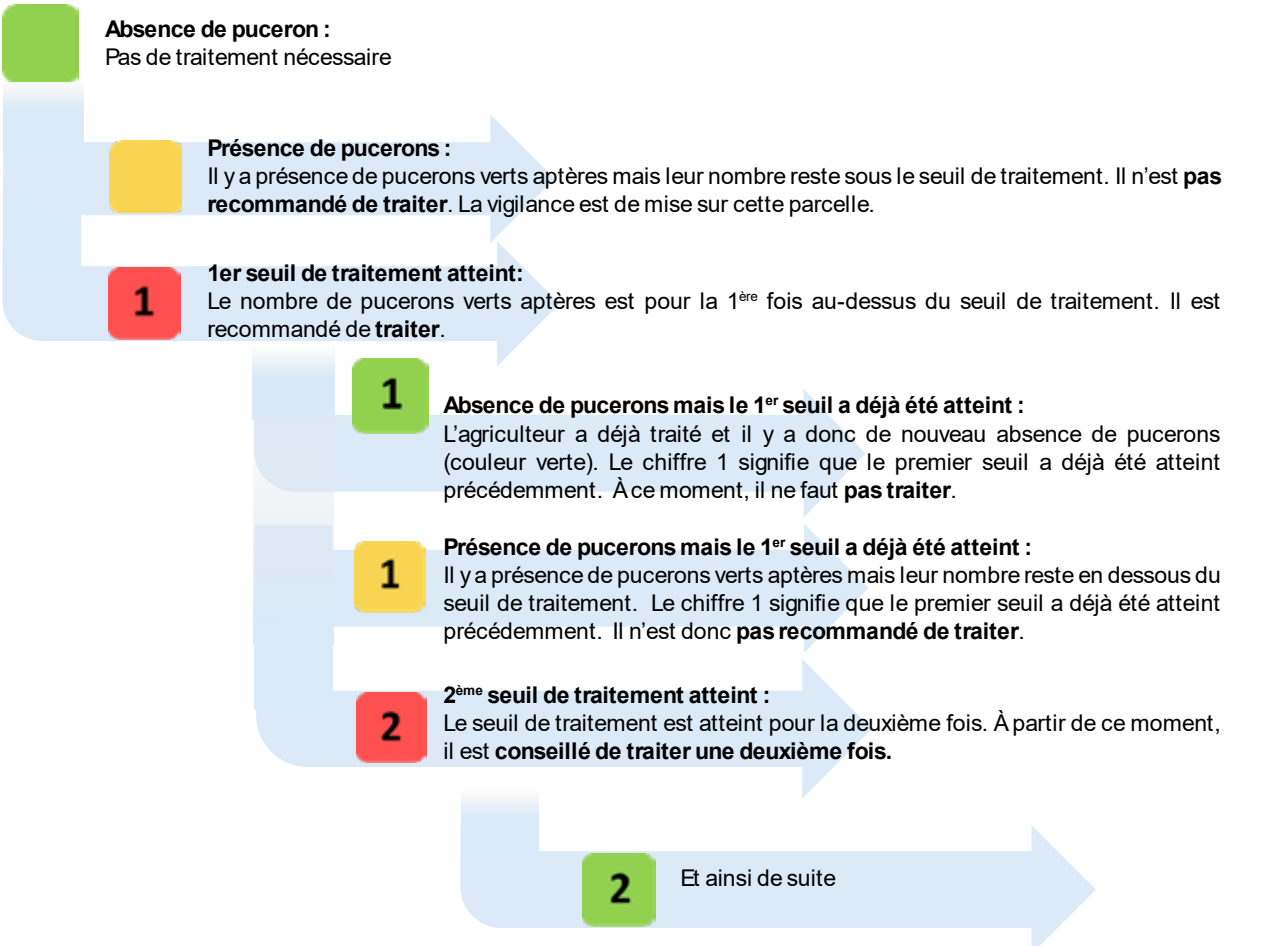 Absence de puceron :
Pas de traitement nécessaire
Présence de pucerons :
Il y a présence de pucerons verts aptères mais leur nombre reste sous le seuil de traitement. Il n’est pas
recommandé de traiter. La vigilance est de mise sur cette parcelle.
1
1er seuil de traitement atteint:
Le nombre de pucerons verts aptères est pour la 1ère fois au-dessus du seuil de traitement. Il est
recommandé de traiter.
1
Absence de pucerons mais le 1er seuil a déjà été atteint :
L’agriculteur a déjà traité et il y a donc de nouveau absence de pucerons
(couleur verte). Le chiffre 1 signifie que le premier seuil a déjà été atteint
précédemment. À ce moment, il ne faut pas traiter.
1
Présence de pucerons mais le 1er seuil a déjà été atteint :
Il y a présence de pucerons verts aptères mais leur nombre reste en dessous du
seuil de traitement. Le chiffre 1 signifie que le premier seuil a déjà été atteint
précédemment. Il n’est donc pas recommandé de traiter.
2
2ème seuil de traitement atteint :
Le seuil de traitement est atteint pour la deuxième fois. À partir de ce moment,
il est conseillé de traiter une deuxième fois.
2
Et ainsi de suite